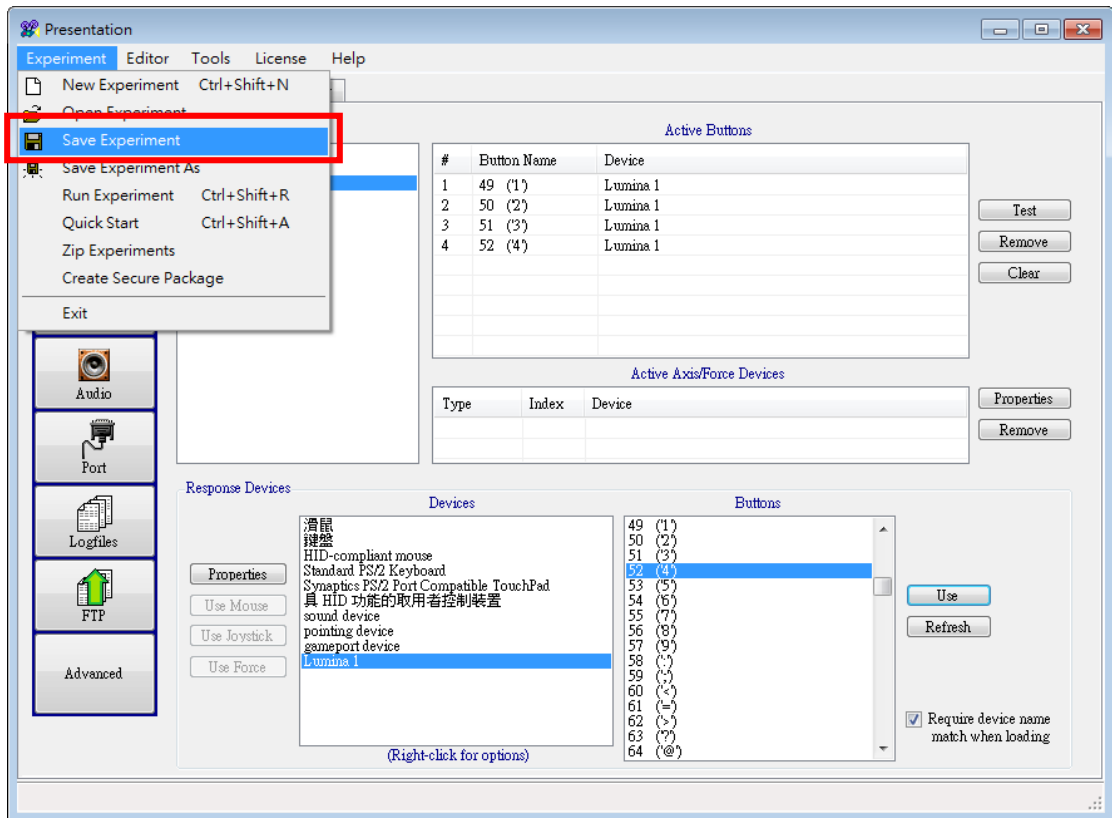 Presentation
Experiment Editor Tools License Help
New Experiment Ctrl+Shift+N
Open Experiment
Save Experiment
Save Experiment As
Run Experiment Ctrl+Shift+R
Quick Start Ctrl+Shift+A
Zip Experiments
Create Secure Package
Exit
Audio
Port
Logfiles
FTP
Advanced
Active Buttons
# Button Name Device
1 49 ('1') Lumina 1
2 50 ('2') Lumina 1
3 51 ('3') Lumina 1
4 52 ('4') Lumina 1
Test
Remove
Clear
Active Axis/Force Devices
Type Index Device
Properties
Remove
Response Devices
Properties
Use Mouse
Use Joystick
Use Force
Devices
滑鼠
鍵盤
HID-compliant mouse
Standard PS/2 Keyboard
Synaptics PS/2 Port Compatible TouchPad
具 HID 功能的取用者控制裝置
sound device
pointing device
gameport device
Lumina 1
(Right-click for options)
Buttons
49 ('1')
50 ('2')
51 ('3')
52 ('4')
53 ('5')
54 ('6')
55 ('7')
56 ('8')
57 ('9')
58 (':')
59 (';')
60 ('<')
61 ('=')
62 ('>')
63 ('?')
64 ('@')
Use
Refresh
Require device name
match when loading